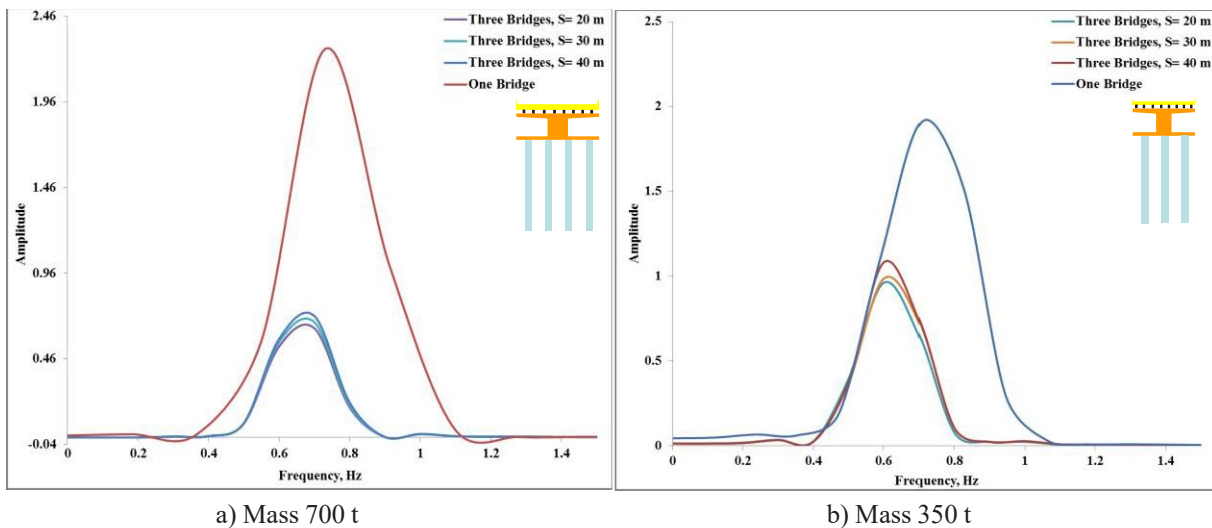 2.46
1.96
1.46
0.96
0.46
-0.04
Amplitude
0 0.2 0.4 0.6 0.8 1 1.2 1.4
Frequency, Hz
Three Bridges, S= 20 m
Three Bridges, S= 30 m
Three Bridges, S= 40 m
One Bridge
a) Mass 700 t
2.5
2
1.5
1
0.5
0
Amplitude
0 0.2 0.4 0.6 0.8 1 1.2 1.4
Frequency, Hz
Three Bridges, S= 20 m
Three Bridges, S= 30 m
Three Bridges, S= 40 m
One Bridge
b) Mass 350 t